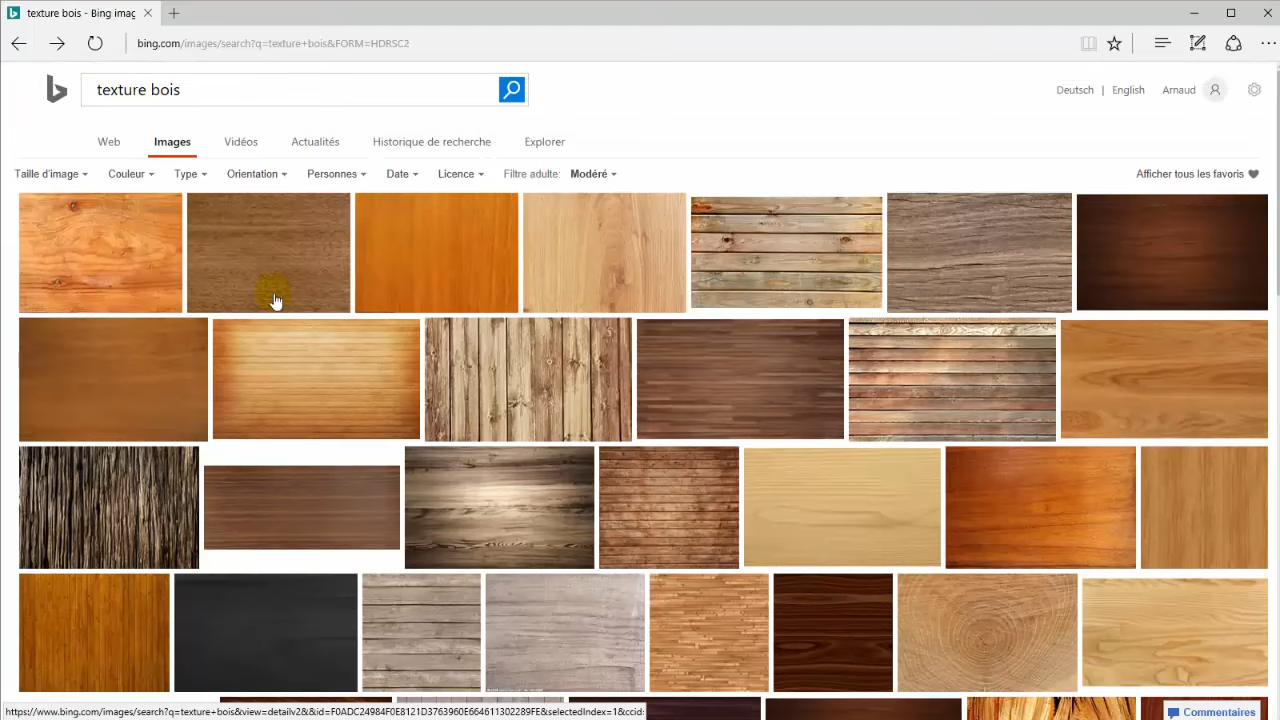 texture bois - Bing imag
bing.com/images/search?q=texture+bois&FORM=HDRSC2
texture bois
Deutsch | English Arnaud
Web Images Vidéos Actualités Historique de recherche Explorer
Taille d'image Couleur Type Orientation Personnes Date Licence Filtre adulte: Modéré Afficher tous les favoris
https://www.bing.com/images/search?q=texture+bois&view=detailv2&&id=F0ADC24984F0E8121D3763960E664611302289FE&selectedIndex=1&ccid:
Commentaires